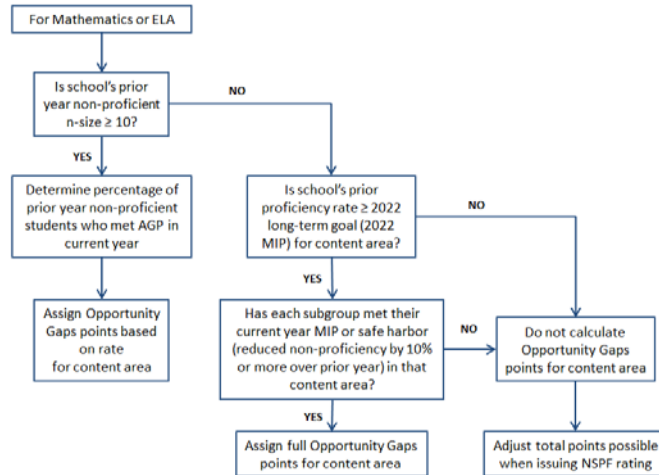 For Mathematics or ELA
Is school's prior
year non-proficient
n-size ≥ 10?
NO
YES
Determine percentage of
prior year non-proficient
students who met AGP in
current year
Is school's prior
proficiency rate ≥ 2022
long-term goal (2022
MIP) for content area?
NO
YES
Assign Opportunity
Gaps points based
on rate
for content area
Has each subgroup met their
current year MIP or safe harbor
(reduced non-proficiency by 10%
or more over prior year) in that
content area?
NO
Do not calculate
Opportunity Gaps
points for content area
YES
Assign full Opportunity Gaps
points for content area
Adjust total points possible
when issuing NSPF rating